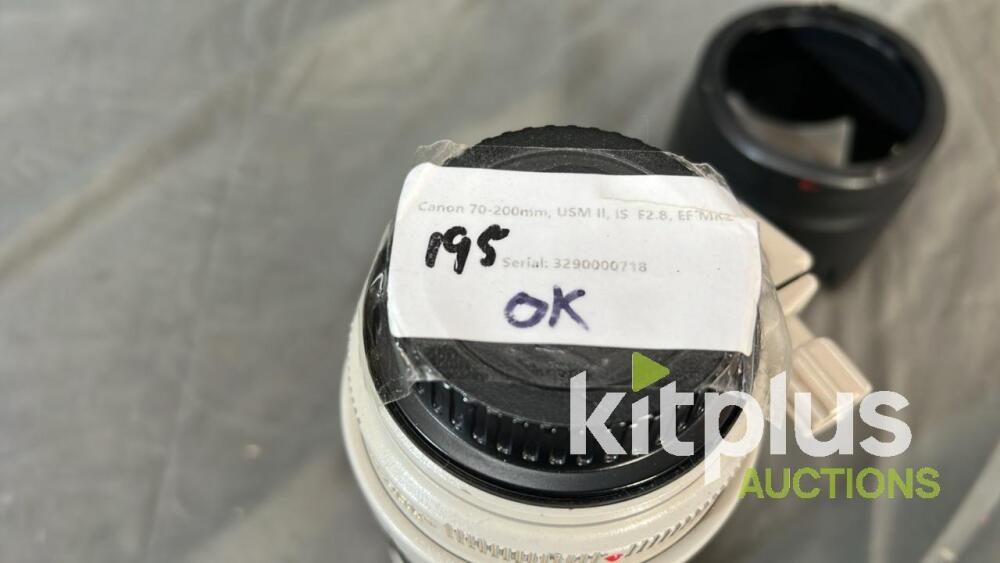 Canon 70-200mm, USM II, IS F2.8, EF MK2
195 Serial: 3290000718
OK
kitplus
AUCTIONS